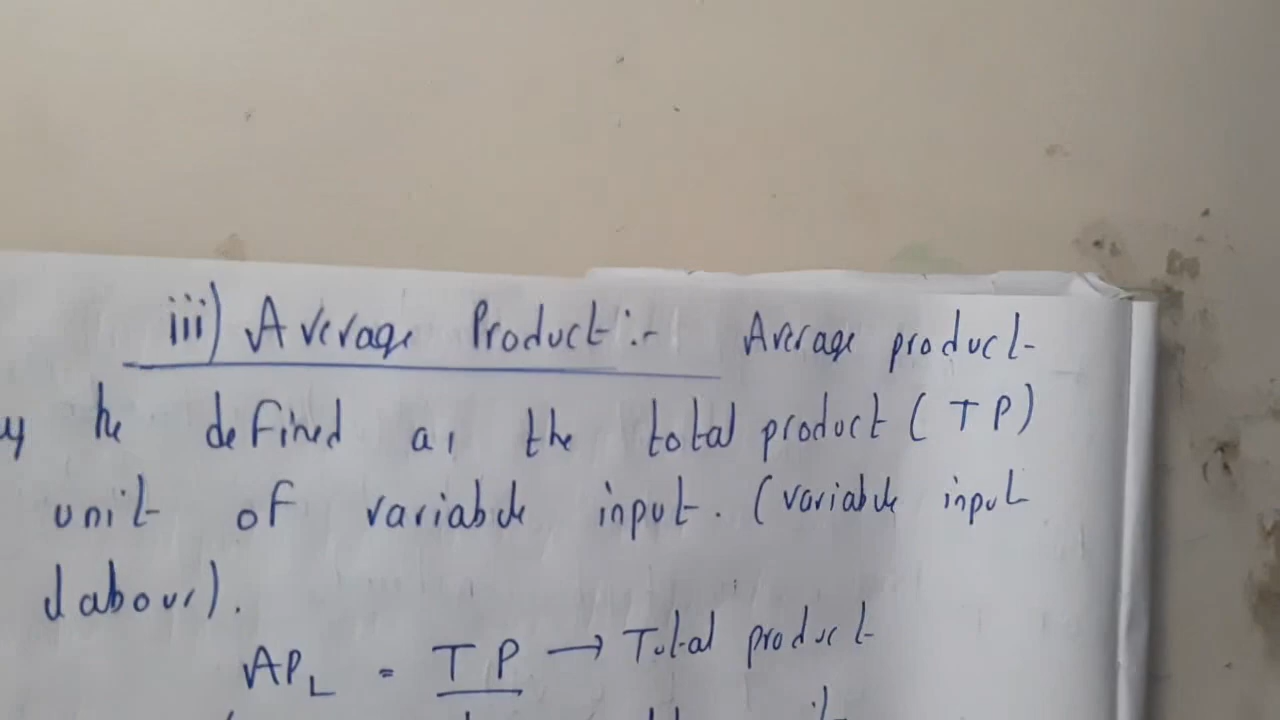 iii) Average Product :- Average product
be defined as the total product (TP)
unit of variable input. (variable input
labour).
APL = TP → Total product